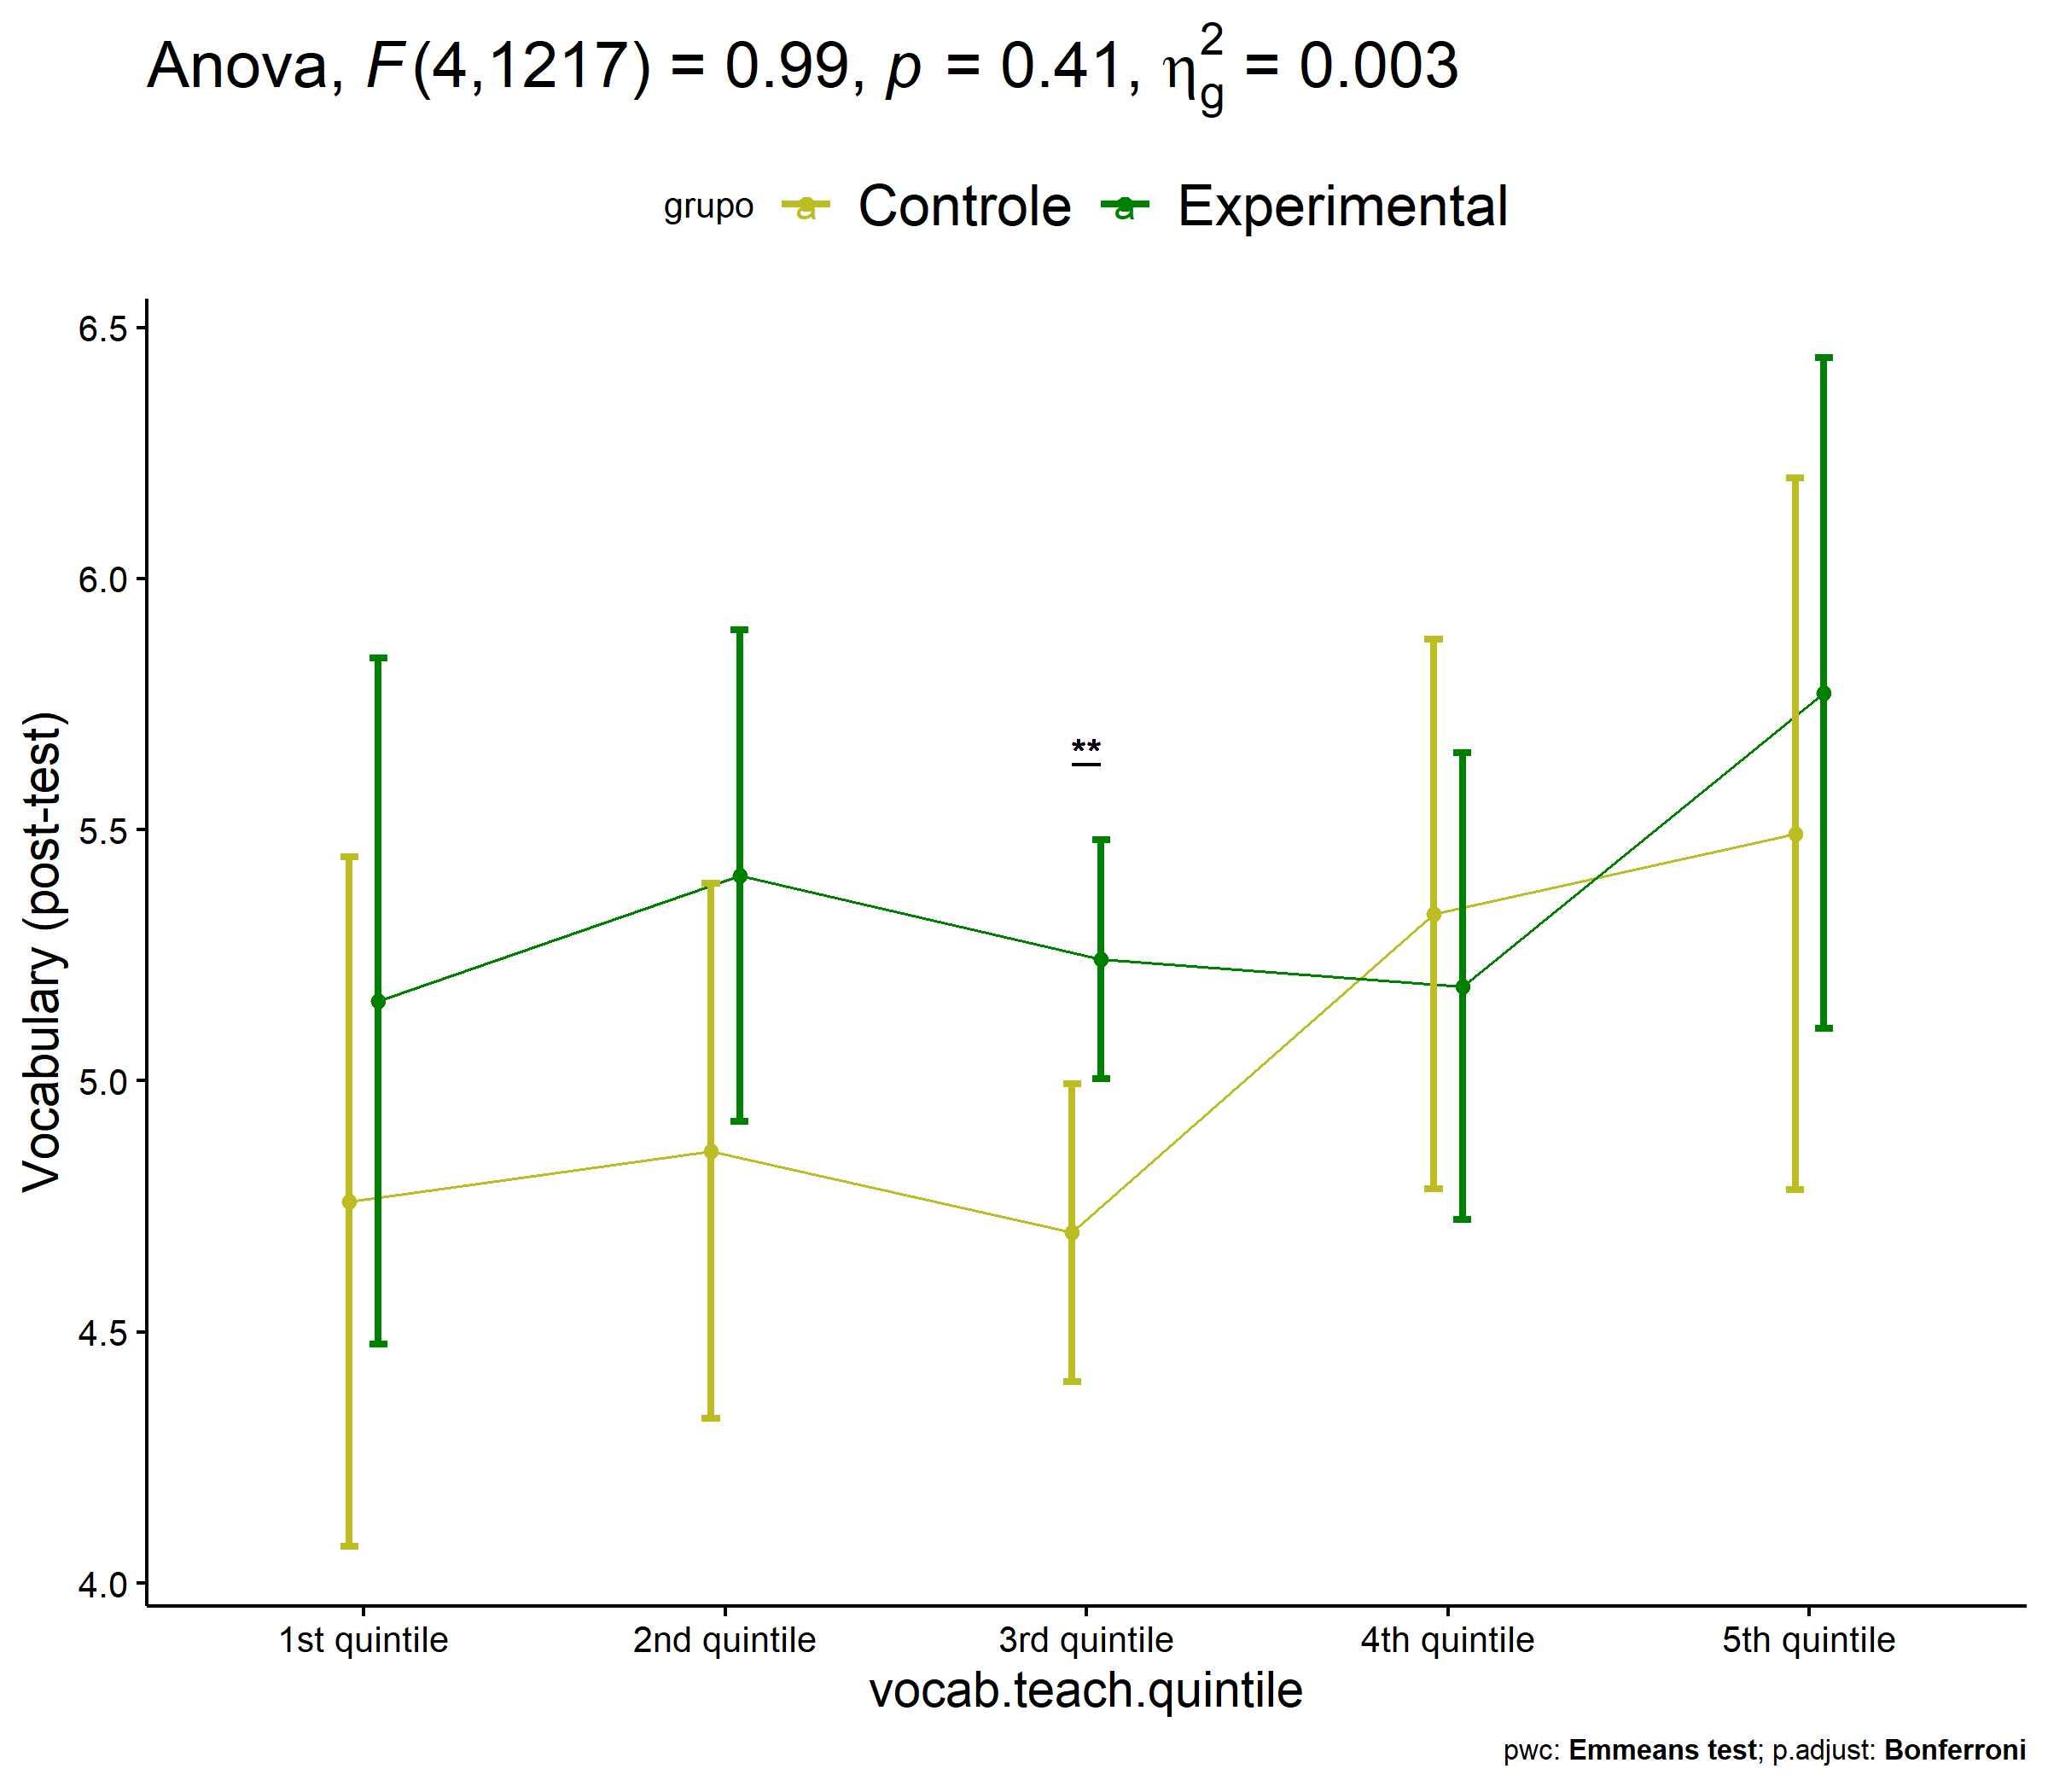 Anova, F(4,1217) = 0.99, p = 0.41, η²g = 0.003
grupo a Controle a Experimental
6.5
6.0
5.5
5.0
4.5
4.0
Vocabulary (post-test)
**
1st quintile 2nd quintile 3rd quintile 4th quintile 5th quintile
vocab.teach.quintile
pwc: Emmeans test; p.adjust: Bonferroni